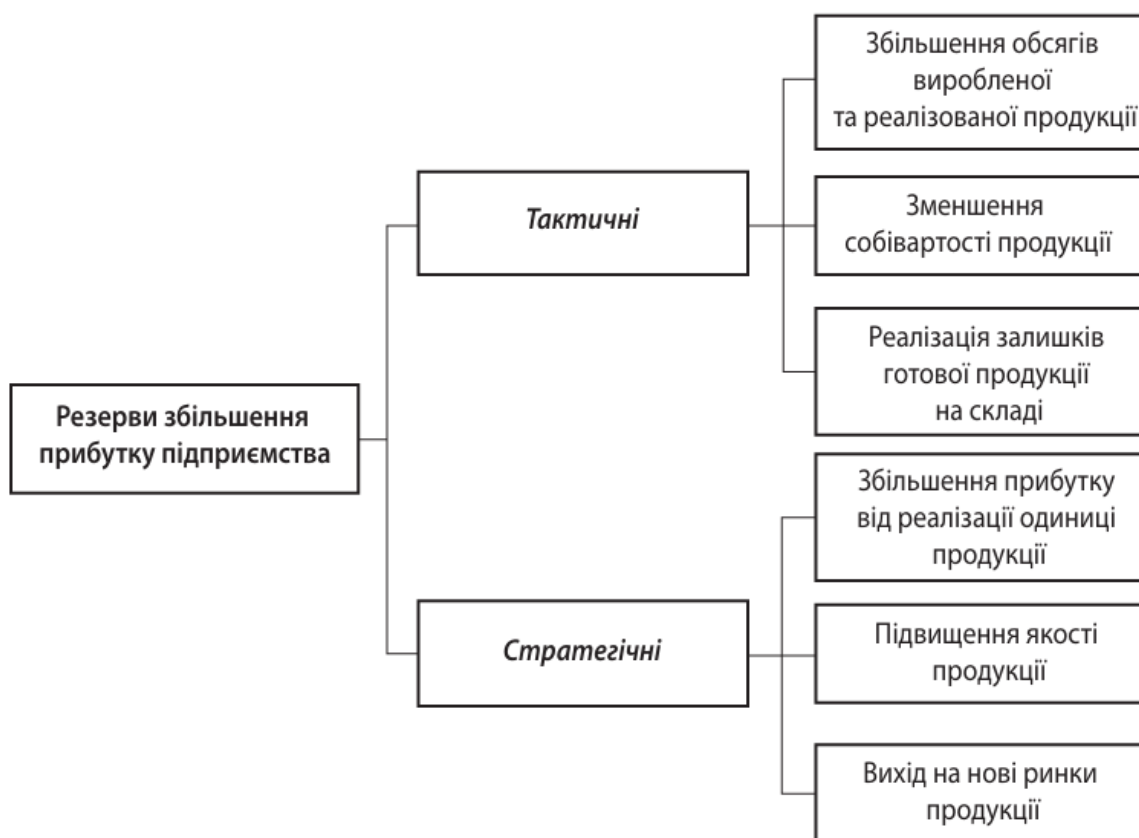 Резерви збільшення
прибутку підприємства
Тактичні
Збільшення обсягів
виробленої
та реалізованої продукції
Зменшення
собівартості продукції
Реалізація залишків
готової продукції
на складі
Стратегічні
Збільшення прибутку
від реалізації одиниці
продукції
Підвищення якості
продукції
Вихід на нові ринки
продукції